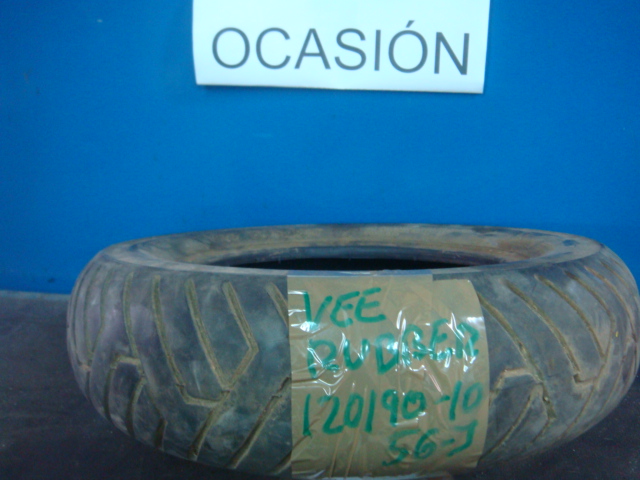 OCASIÓN
VEE
RUBBER
120/90-10
56-J